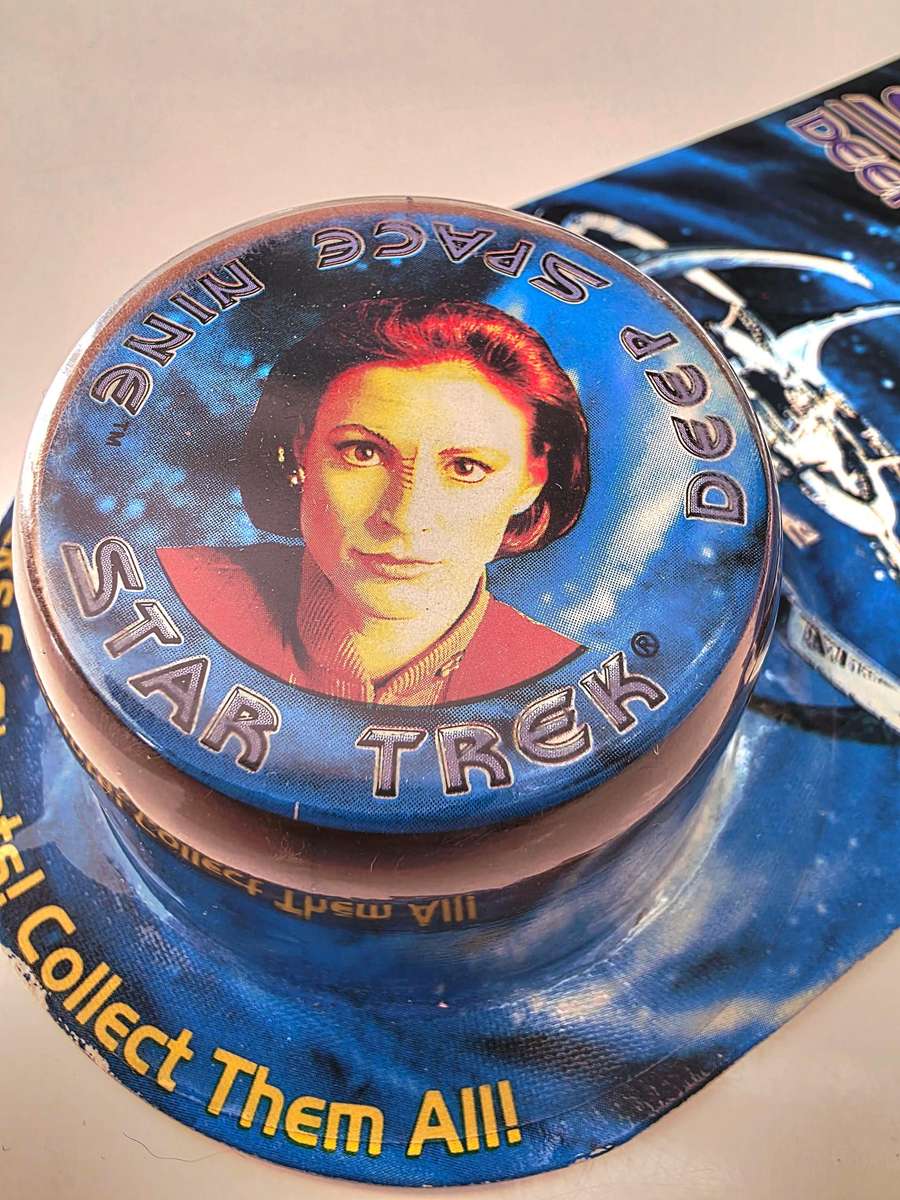 DEEP SPACE NINE™
STAR TREK®
Collect Them All!
Collect Them All!